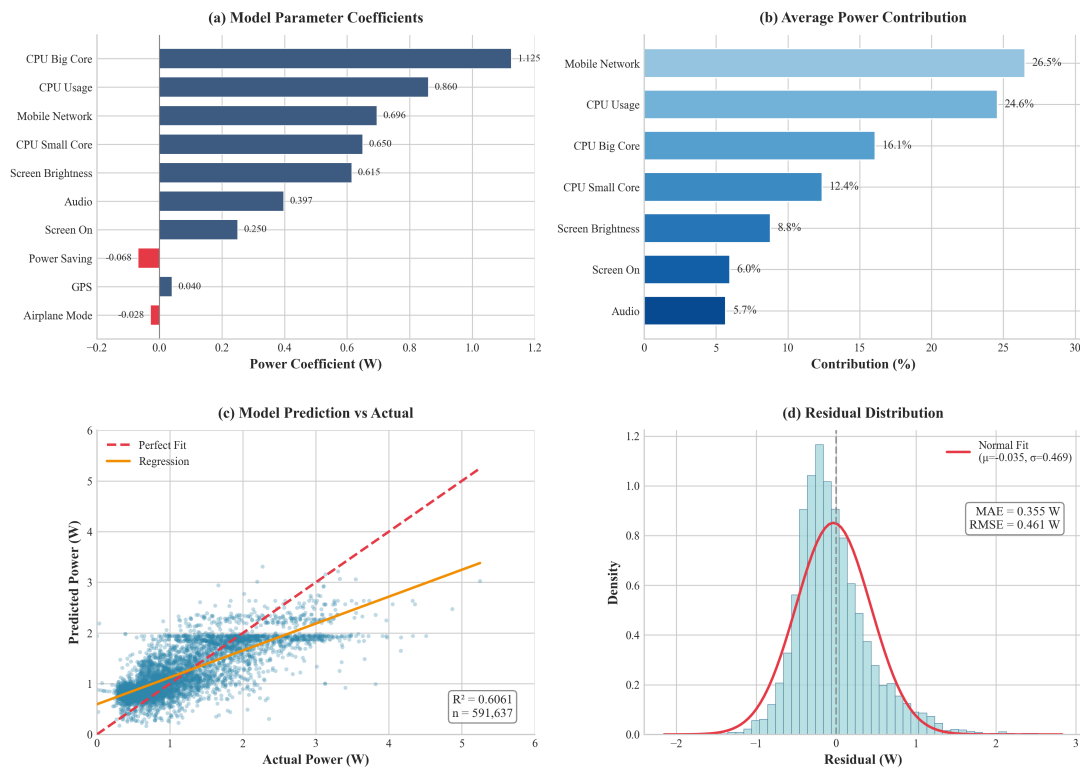 (a) Model Parameter Coefficients
CPU Big Core
1.125
CPU Usage
0.860
Mobile Network
0.696
CPU Small Core
0.650
Screen Brightness
0.615
Audio
0.397
Screen On
0.250
Power Saving
-0.068
GPS
0.040
Airplane Mode
-0.028
−0.2 0.0 0.2 0.4 0.6 0.8 1.0 1.2
Power Coefficient (W)
(b) Average Power Contribution
Mobile Network
26.5%
CPU Usage
24.6%
CPU Big Core
16.1%
CPU Small Core
12.4%
Screen Brightness
8.8%
Screen On
6.0%
Audio
5.7%
0 5 10 15 20 25 30
Contribution (%)
(c) Model Prediction vs Actual
Perfect Fit
Regression
Predicted Power (W)
6
5
4
3
2
1
0
R² = 0.6061
n = 591,637
0 1 2 3 4 5 6
Actual Power (W)
(d) Residual Distribution
Normal Fit
(μ=-0.035, σ=0.469)
MAE = 0.355 W
RMSE = 0.461 W
Density
1.2
1.0
0.8
0.6
0.4
0.2
0.0
−2 −1 0 1 2 3
Residual (W)